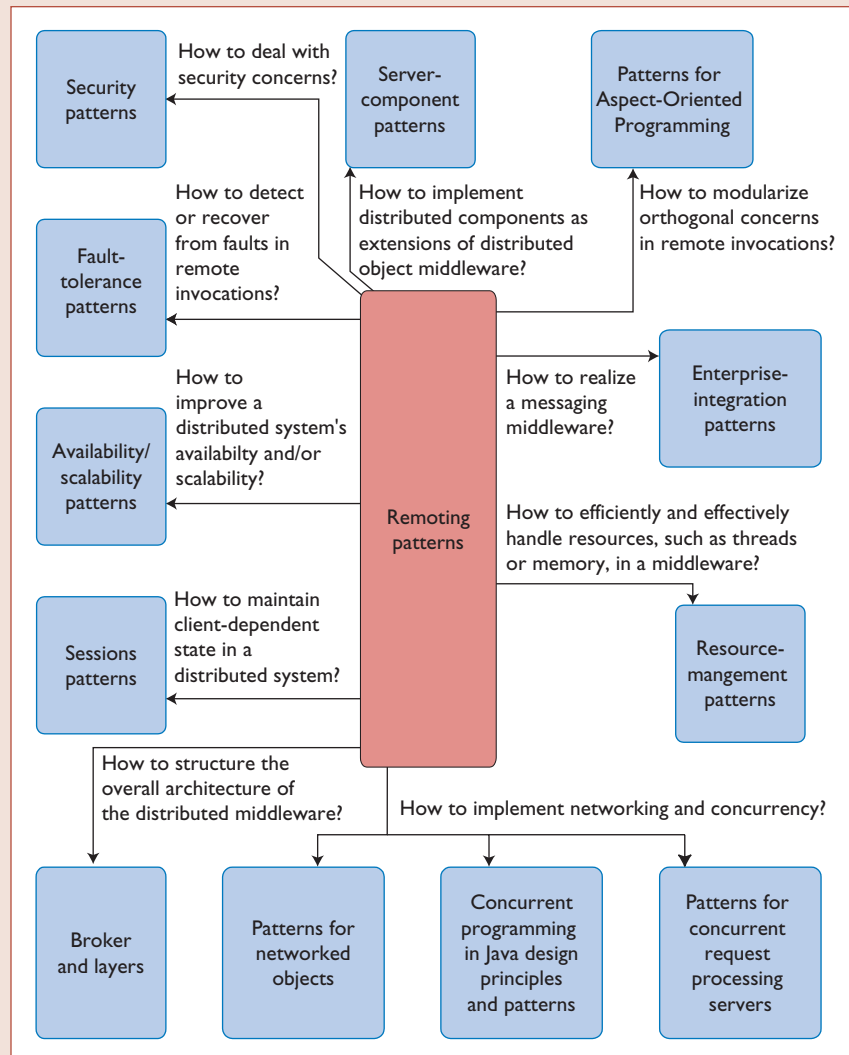 How to deal with
security concerns?
Security
patterns
Server-
component
patterns
Patterns for
Aspect-Oriented
Programming
How to detect
or recover
from faults in
remote
invocations?
How to implement
distributed components as
extensions of distributed
object middleware?
How to modularize
orthogonal concerns
in remote invocations?
Fault-
tolerance
patterns
How to realize
a messaging
middleware?
Enterprise-
integration
patterns
How to
improve a
distributed system's
availabilty and/or
scalability?
Availability/
scalability
patterns
Remoting
patterns
How to efficiently and effectively
handle resources, such as threads
or memory, in a middleware?
How to maintain
client-dependent
state in a
distributed system?
Sessions
patterns
Resource-
mangement
patterns
How to structure the
overall architecture of
the distributed middleware?
How to implement networking and concurrency?
Broker
and layers
Patterns for
networked
objects
Concurrent
programming
in Java design
principles
and patterns
Patterns for
concurrent
request
processing
servers